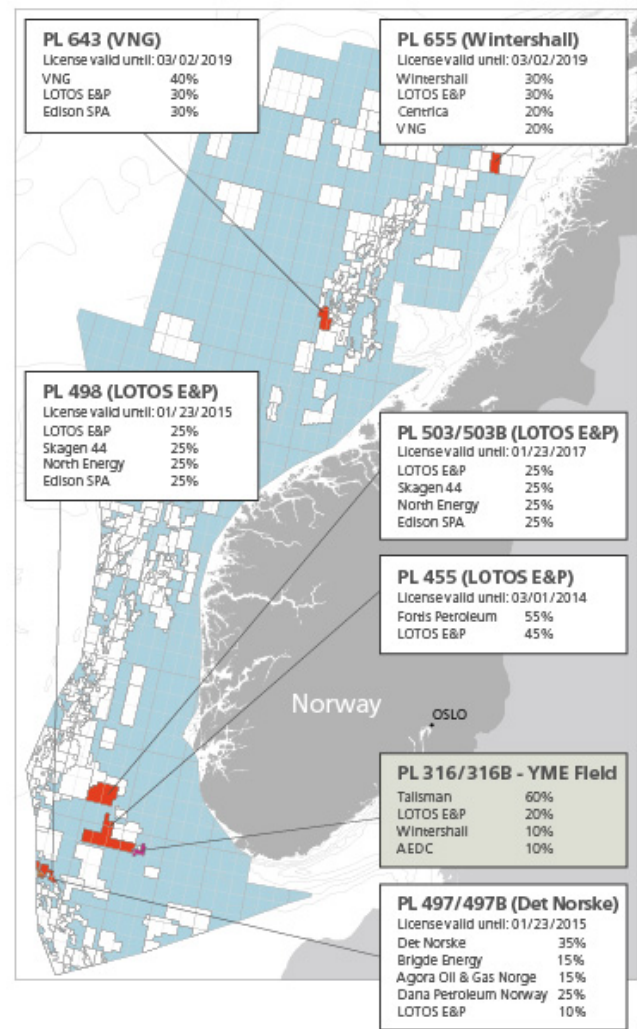 PL 643 (VNG)
License valid until: 03/02/2019
VNG 40%
LOTOS E&P 30%
Edison SPA 30%
PL 655 (Wintershall)
License valid until: 03/02/2019
Wintershall 30%
LOTOS E&P 30%
Centrica 20%
VNG 20%
PL 498 (LOTOS E&P)
License valid until: 01/23/2015
LOTOS E&P 25%
Skagen 44 25%
North Energy 25%
Edison SPA 25%
PL 503/503B (LOTOS E&P)
License valid until: 01/23/2017
LOTOS E&P 25%
Skagen 44 25%
North Energy 25%
Edison SPA 25%
PL 455 (LOTOS E&P)
License valid until: 03/01/2014
Fortis Petroleum 55%
LOTOS E&P 45%
Norway
OSLO
PL 316/316B - YME Field
Talisman 60%
LOTOS E&P 20%
Wintershall 10%
AEDC 10%
PL 497/497B (Det Norske)
License valid until: 01/23/2015
Det Norske 35%
Brigde Energy 15%
Agora Oil & Gas Norge 15%
Dana Petroleum Norway 25%
LOTOS E&P 10%